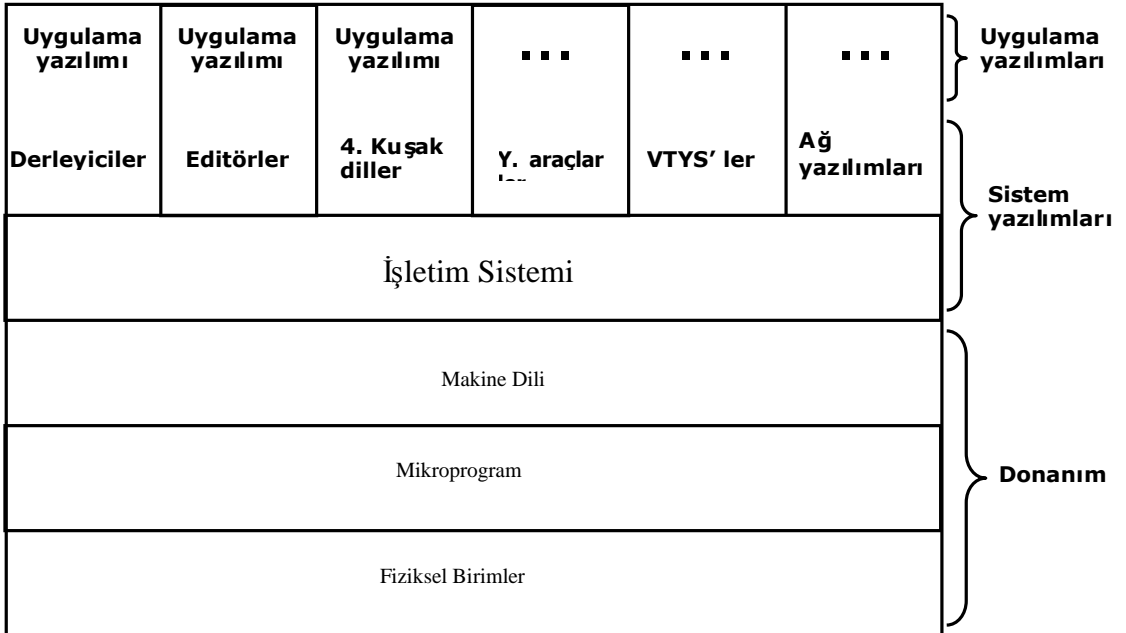 Uygulama
yazılımı
Uygulama
yazılımı
Uygulama
yazılımı
...
...
...
Uygulama
yazılımları
Derleyiciler
Editörler
4. Kuşak
diller
Y. araçlar
VTYS' ler
Ağ
yazılımları
Sistem
yazılımları
İşletim Sistemi
Makine Dili
Mikroprogram
Donanım
Fiziksel Birimler